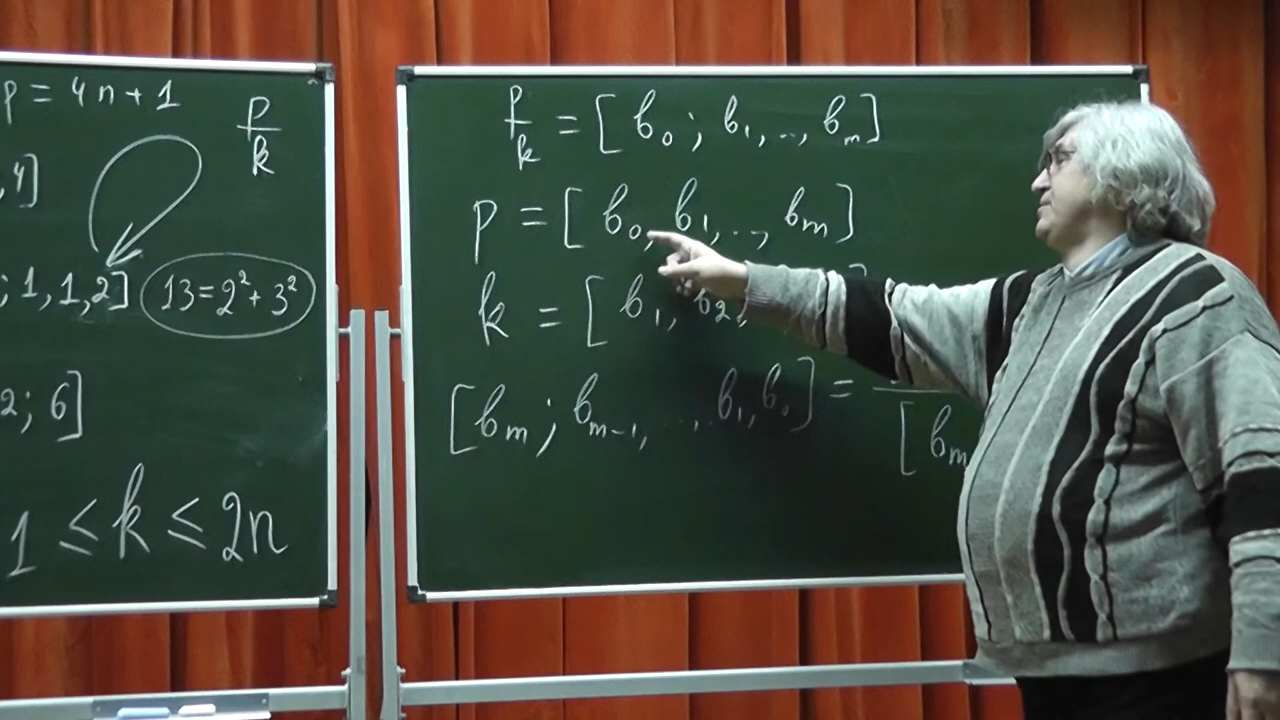 p = 4n + 1
p/k
, 4]
; 1, 1, 2]
13 = 2² + 3²
2; 6]
1 ≤ k ≤ 2n
p/k = [ b₀ ; b₁, .., bₘ ]
p = [ b₀, b₁, .., bₘ ]
k = [ b₁, b₂,
[ bₘ ; bₘ₋₁, .., b₁, b₀ ] =
[ bₘ